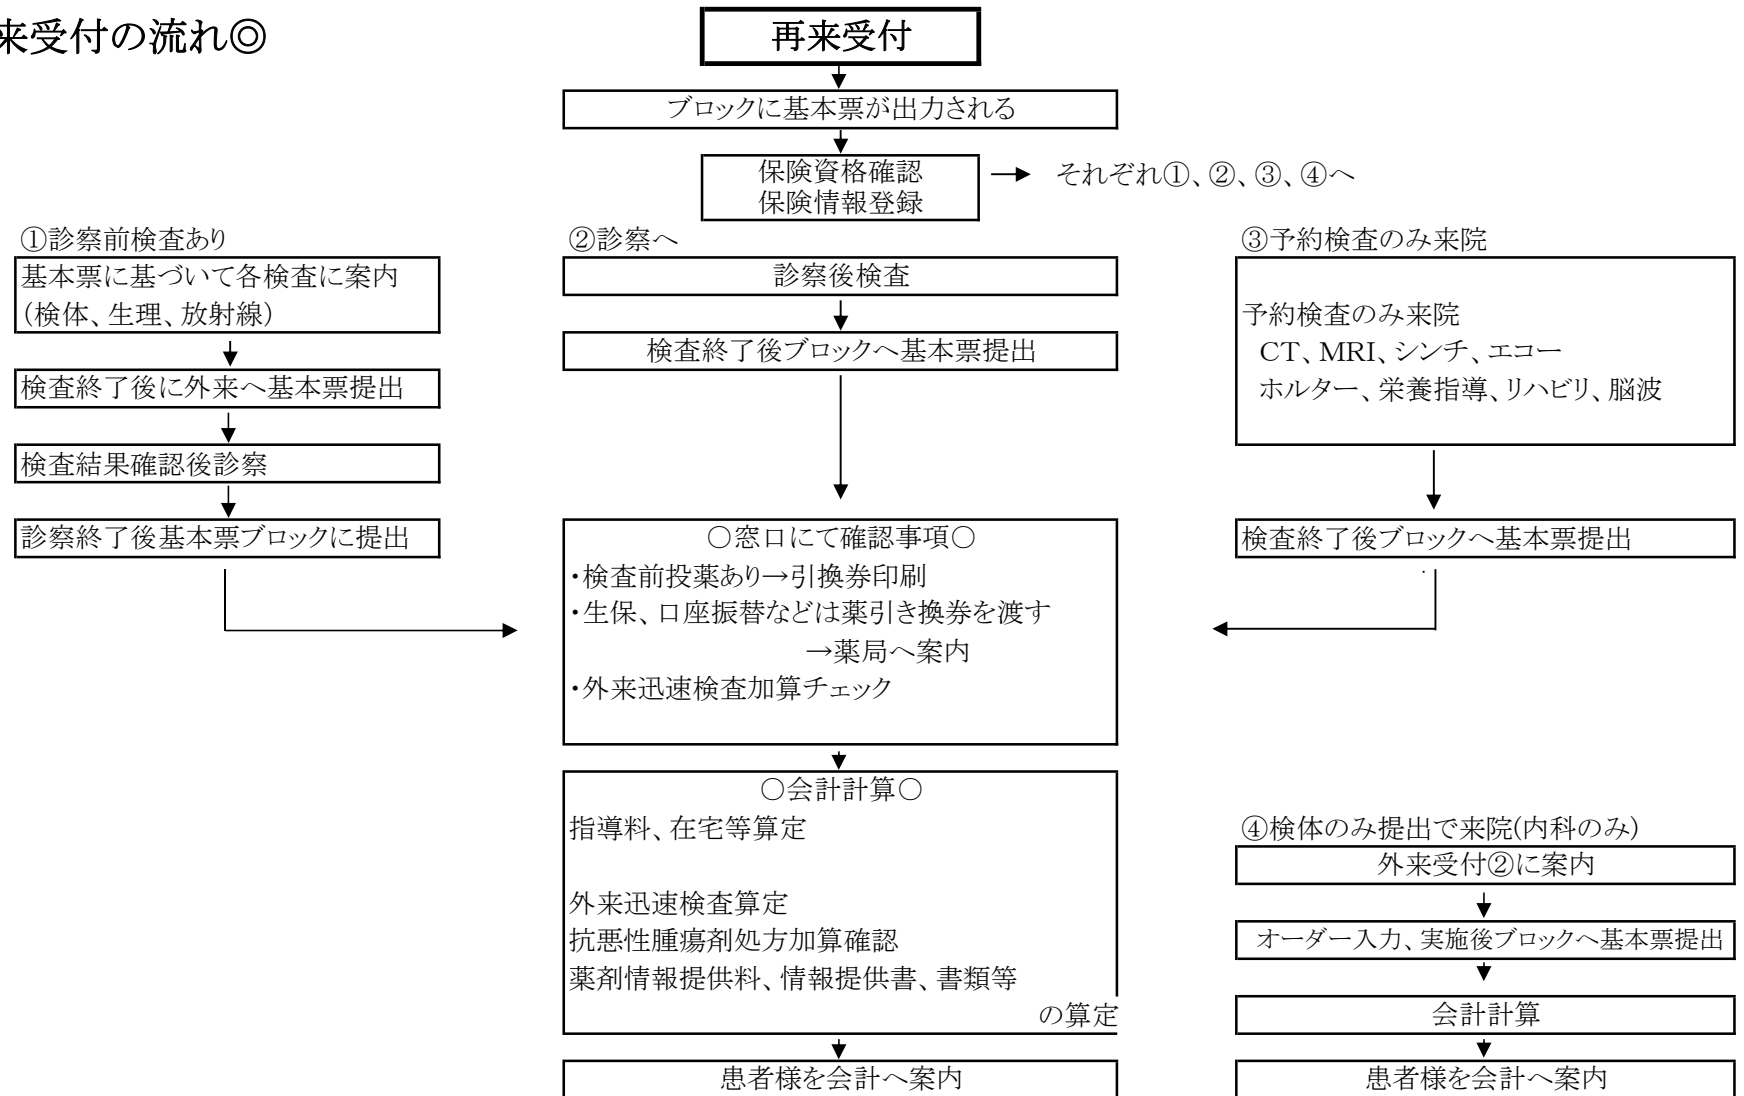 来受付の流れ◎
再来受付
ブロックに基本票が出力される
保険資格確認
保険情報登録
→ それぞれ①、②、③、④へ
①診察前検査あり
基本票に基づいて各検査に案内
(検体、生理、放射線)
検査終了後に外来へ基本票提出
検査結果確認後診察
診察終了後基本票ブロックに提出
②診察へ
診察後検査
検査終了後ブロックへ基本票提出
③予約検査のみ来院
予約検査のみ来院
CT、MRI、シンチ、エコー
ホルター、栄養指導、リハビリ、脳波
検査終了後ブロックへ基本票提出
○窓口にて確認事項○
・検査前投薬あり→引換券印刷
・生保、口座振替などは薬引き換券を渡す
→薬局へ案内
・外来迅速検査加算チェック
○会計計算○
指導料、在宅等算定
外来迅速検査算定
抗悪性腫瘍剤処方加算確認
薬剤情報提供料、情報提供書、書類等
の算定
患者様を会計へ案内
④検体のみ提出で来院(内科のみ)
外来受付②に案内
オーダー入力、実施後ブロックへ基本票提出
会計計算
患者様を会計へ案内